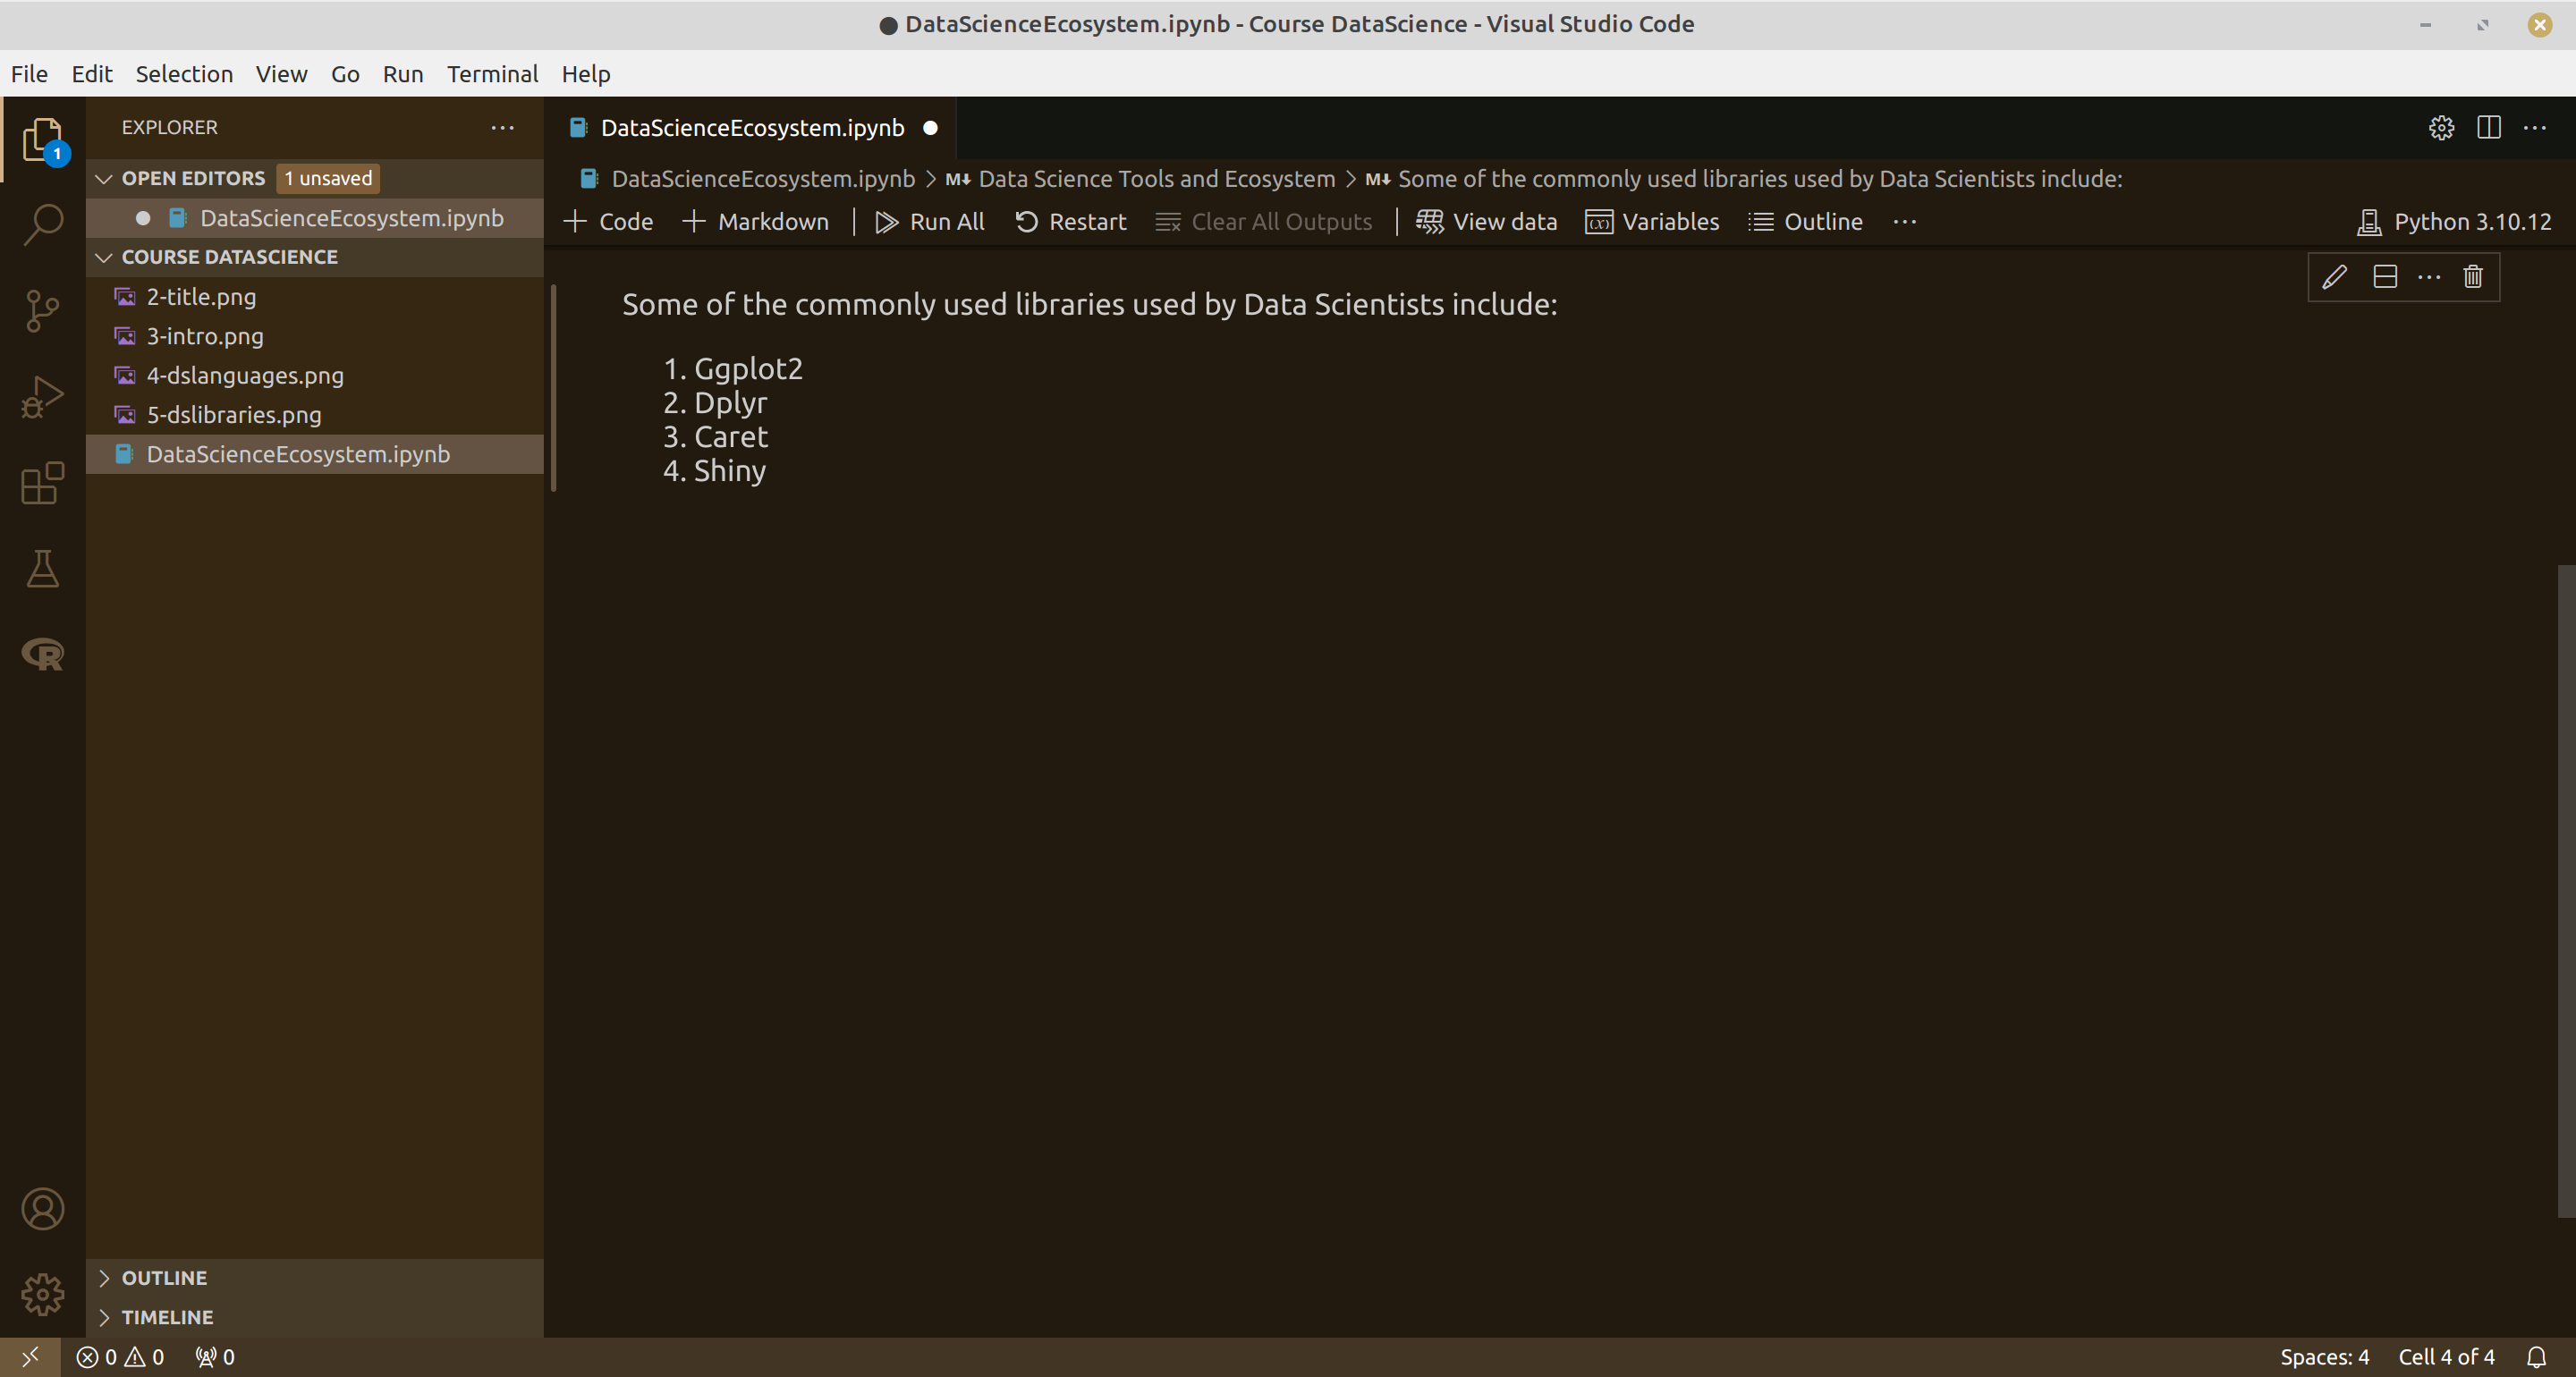 ● DataScienceEcosystem.ipynb - Course DataScience - Visual Studio Code
File Edit Selection View Go Run Terminal Help
EXPLORER
OPEN EDITORS 1 unsaved
DataScienceEcosystem.ipynb
COURSE DATASCIENCE
2-title.png
3-intro.png
4-dslanguages.png
5-dslibraries.png
DataScienceEcosystem.ipynb
OUTLINE
TIMELINE
1
R
DataScienceEcosystem.ipynb
DataScienceEcosystem.ipynb > M↓ Data Science Tools and Ecosystem > M↓ Some of the commonly used libraries used by Data Scientists include:
+ Code + Markdown | Run All Restart Clear All Outputs | View data (x) Variables Outline ... Python 3.10.12
Some of the commonly used libraries used by Data Scientists include:
1. Ggplot2
2. Dplyr
3. Caret
4. Shiny
0 0 0 Spaces: 4 Cell 4 of 4